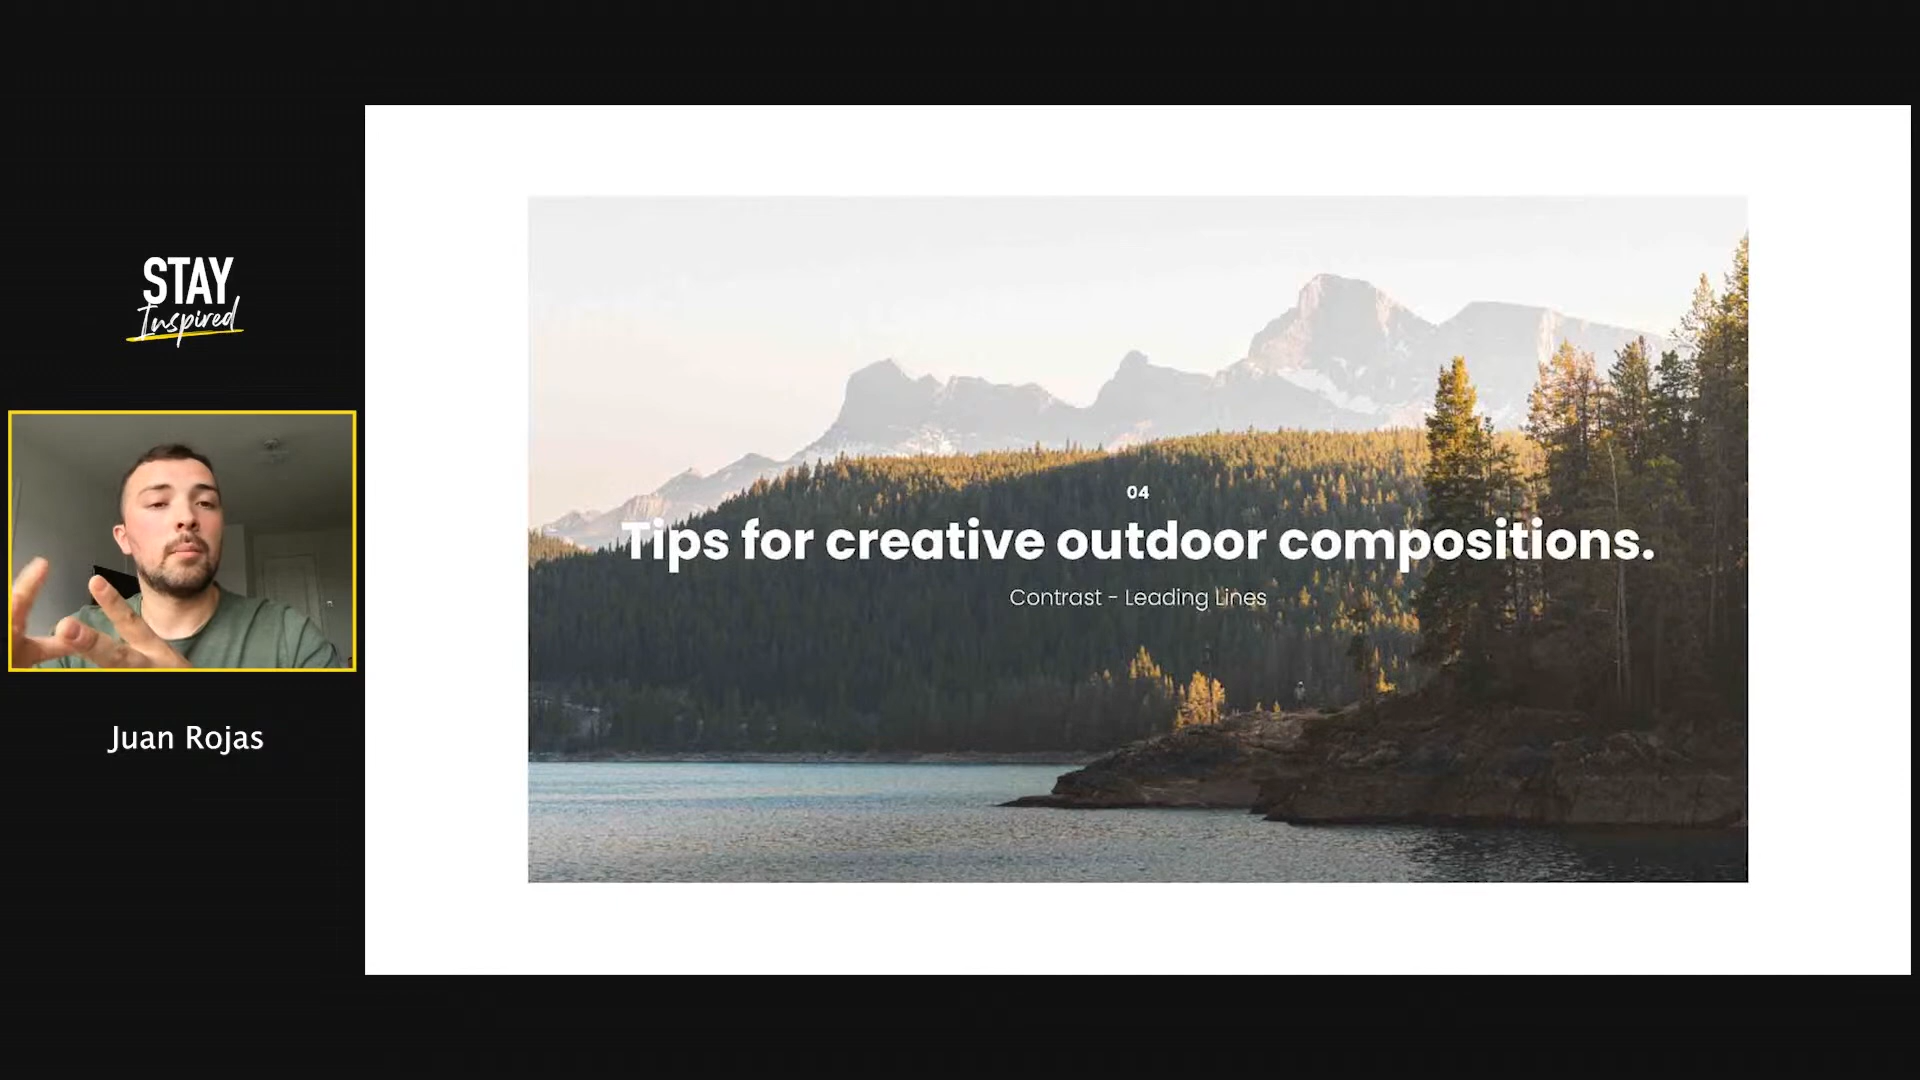 STAY
Inspired
Juan Rojas
04
Tips for creative outdoor compositions.
Contrast - Leading Lines